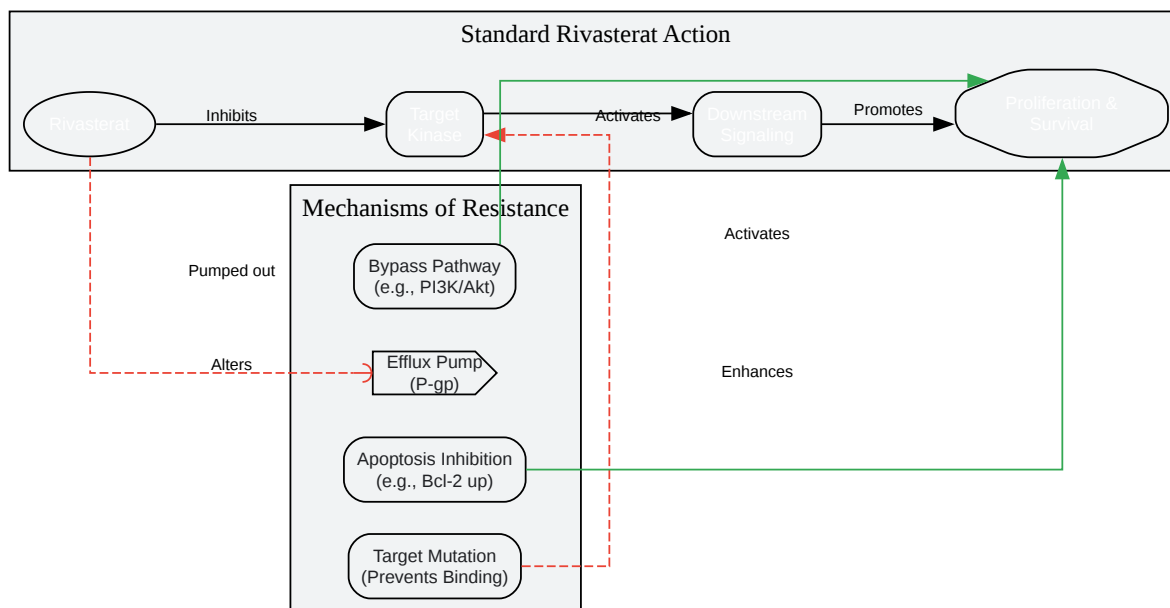 Standard Rivasterat Action
Rivasterat
Inhibits
Target
Kinase
Activates
Downstream
Signaling
Promotes
Proliferation &
Survival
Mechanisms of Resistance
Activates
Bypass Pathway
(e.g., PI3K/Akt)
Pumped out
Alters
Efflux Pump
(P-gp)
Enhances
Apoptosis Inhibition
(e.g., Bcl-2 up)
Target Mutation
(Prevents Binding)